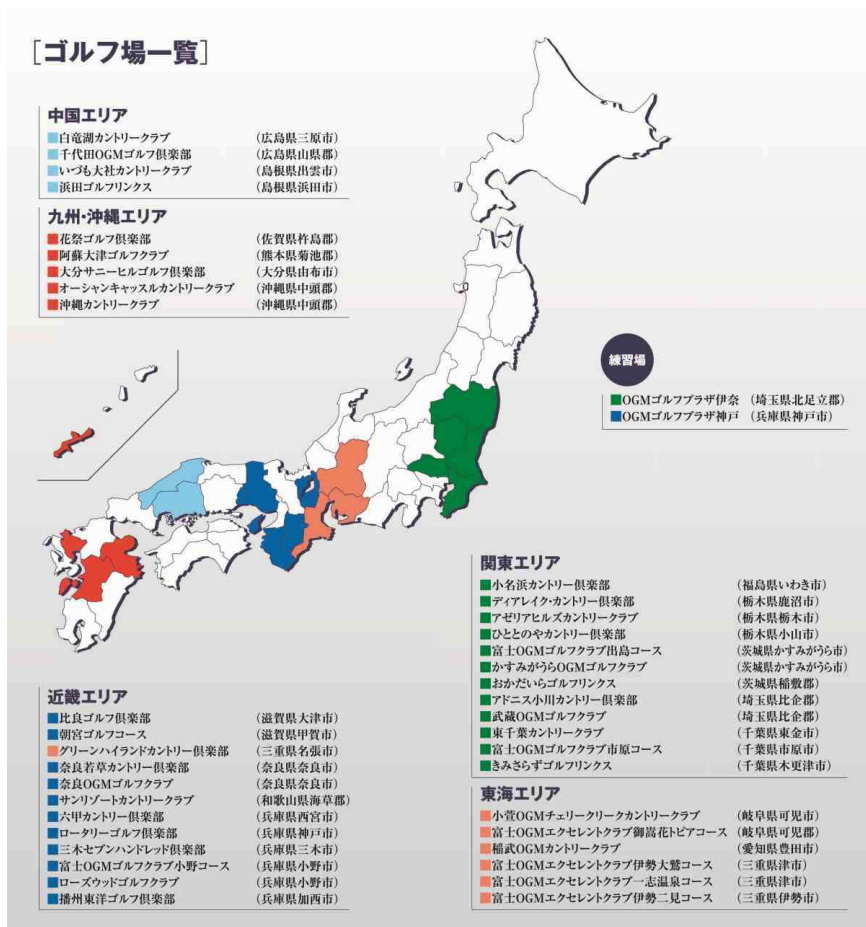 [ゴルフ場一覧]
中国エリア
白竜湖カントリークラブ （広島県三原市）
千代田OGMゴルフ倶楽部 （広島県山県郡）
いづも大社カントリークラブ （島根県出雲市）
浜田ゴルフリンクス （島根県浜田市）
九州・沖縄エリア
花祭ゴルフ倶楽部 （佐賀県杵島郡）
阿蘇大津ゴルフクラブ （熊本県菊池郡）
大分サニーヒルゴルフ倶楽部 （大分県由布市）
オーシャンキャッスルカントリークラブ （沖縄県中頭郡）
沖縄カントリークラブ （沖縄県中頭郡）
練習場
OGMゴルフプラザ伊奈 （埼玉県北足立郡）
OGMゴルフプラザ神戸 （兵庫県神戸市）
関東エリア
小名浜カントリー倶楽部 （福島県いわき市）
ディアレイク・カントリー倶楽部 （栃木県鹿沼市）
アゼリアヒルズカントリークラブ （栃木県栃木市）
ひととのやカントリー倶楽部 （栃木県小山市）
富士OGMゴルフクラブ出島コース （茨城県かすみがうら市）
かすみがうらOGMゴルフクラブ （茨城県かすみがうら市）
おかだいらゴルフリンクス （茨城県稲敷郡）
アドニス小川カントリー倶楽部 （埼玉県比企郡）
武蔵OGMゴルフクラブ （埼玉県比企郡）
東千葉カントリークラブ （千葉県東金市）
富士OGMゴルフクラブ市原コース （千葉県市原市）
きみさらずゴルフリンクス （千葉県木更津市）
近畿エリア
比良ゴルフ倶楽部 （滋賀県大津市）
朝宮ゴルフコース （滋賀県甲賀市）
グリーンハイランドカントリー倶楽部 （三重県名張市）
奈良若草カントリー倶楽部 （奈良県奈良市）
奈良OGMゴルフクラブ （奈良県奈良市）
サンリゾートカントリークラブ （和歌山県海草郡）
六甲カントリー倶楽部 （兵庫県西宮市）
ロータリーゴルフ倶楽部 （兵庫県神戸市）
三木セブンハンドレッド倶楽部 （兵庫県三木市）
富士OGMゴルフクラブ小野コース （兵庫県小野市）
ローズウッドゴルフクラブ （兵庫県小野市）
播州東洋ゴルフ倶楽部 （兵庫県加西市）
東海エリア
小萱OGMチェリークリークカントリークラブ （岐阜県可児市）
富士OGMエクセレントクラブ御嵩花トピアコース （岐阜県可児郡）
稲武OGMカントリークラブ （愛知県豊田市）
富士OGMエクセレントクラブ伊勢大鷲コース （三重県津市）
富士OGMエクセレントクラブ一志温泉コース （三重県津市）
富士OGMエクセレントクラブ伊勢二見コース （三重県伊勢市）